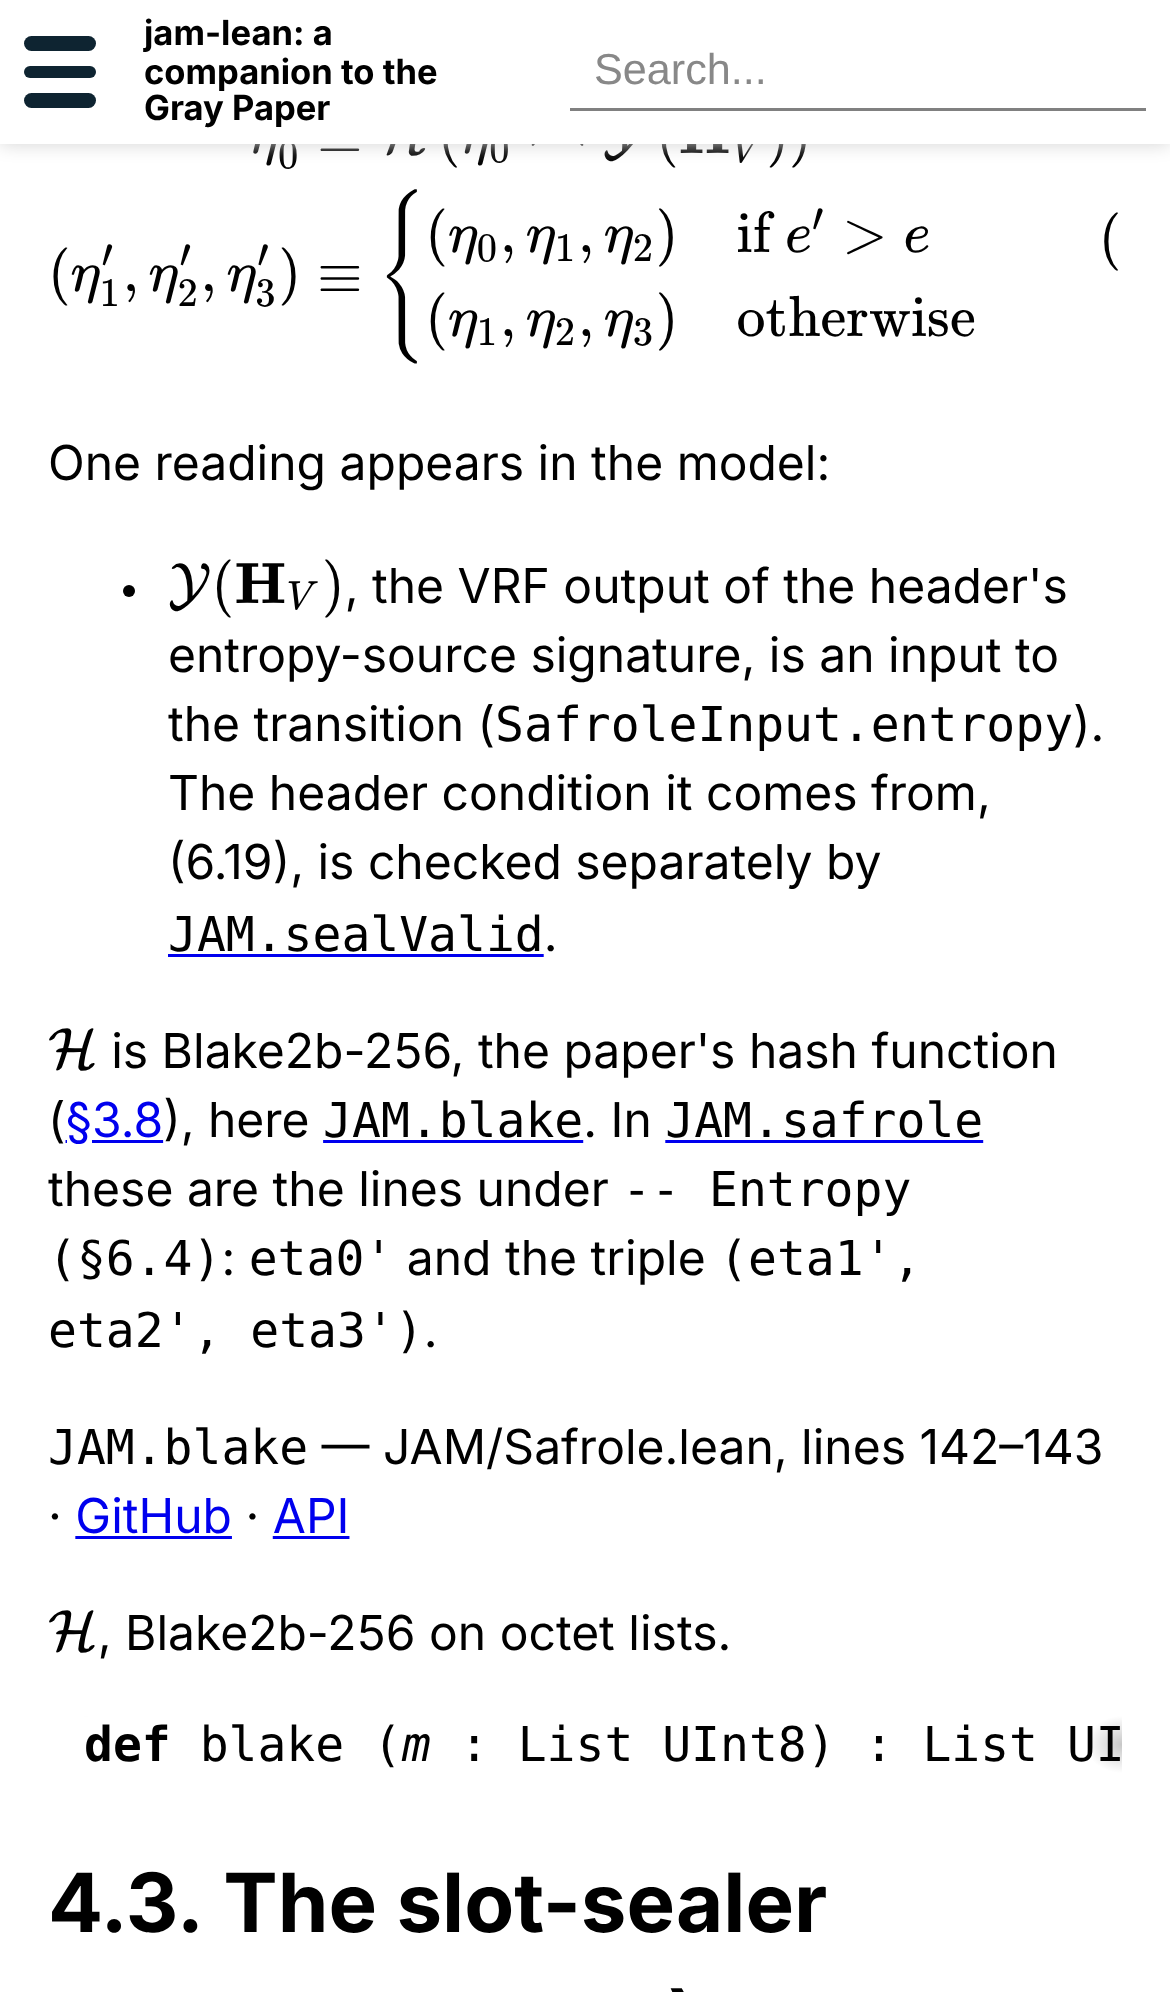 jam-lean: a
companion to the
Gray Paper
Search...
(η′₁, η′₂, η′₃) ≡ { (η₀, η₁, η₂) if e′ > e (
(η₁, η₂, η₃) otherwise
One reading appears in the model:
• 𝒴(𝐇_V), the VRF output of the header's
entropy-source signature, is an input to
the transition (SafroleInput.entropy).
The header condition it comes from,
(6.19), is checked separately by
JAM.sealValid.
ℋ is Blake2b-256, the paper's hash function
(§3.8), here JAM.blake. In JAM.safrole
these are the lines under -- Entropy
(§6.4): eta0' and the triple (eta1',
eta2', eta3').
JAM.blake — JAM/Safrole.lean, lines 142–143
· GitHub · API
ℋ, Blake2b-256 on octet lists.
def blake (m : List UInt8) : List UI
4.3. The slot-sealer